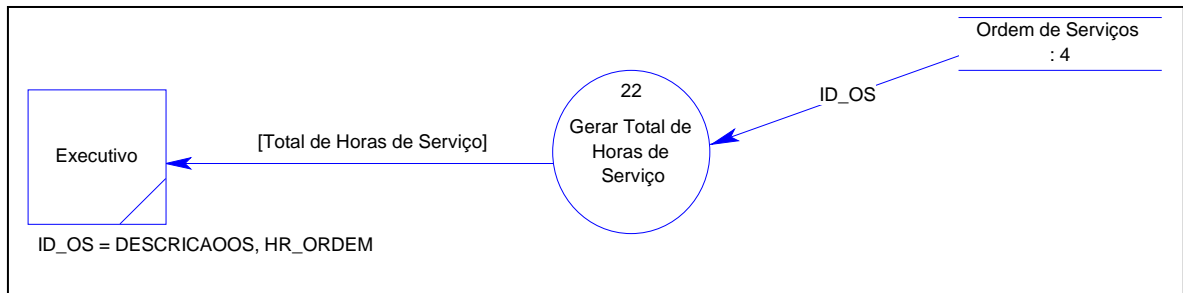 Ordem de Serviços
: 4
ID_OS
22
Gerar Total de
Horas de
Serviço
[Total de Horas de Serviço]
Executivo
ID_OS = DESCRICAOOS, HR_ORDEM